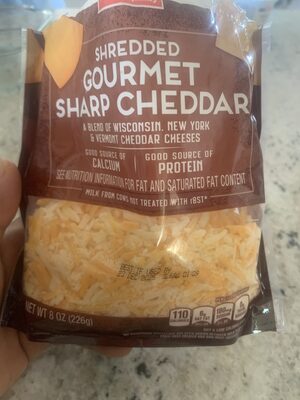 SHREDDED
GOURMET
SHARP CHEDDAR
A BLEND OF WISCONSIN, NEW YORK
& VERMONT CHEDDAR CHEESES
GOOD SOURCE OF
CALCIUM
GOOD SOURCE OF
PROTEIN
SEE NUTRITION INFORMATION FOR FAT AND SATURATED FAT CONTENT
MILK FROM COWS NOT TREATED WITH rBST*
NET WT 8 OZ (226g)
110
CALORIES